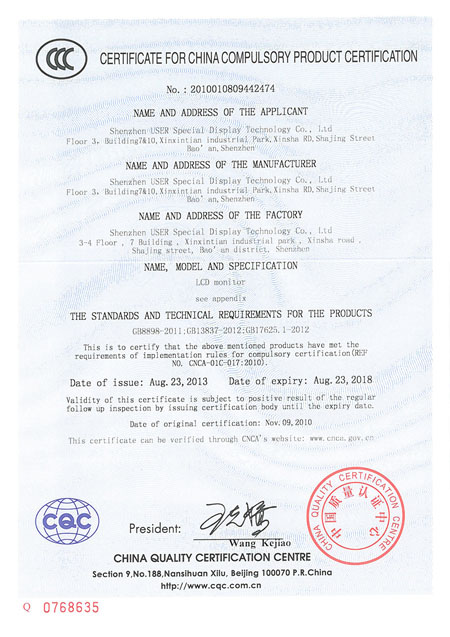 CCC
CERTIFICATE FOR CHINA COMPULSORY PRODUCT CERTIFICATION
No. : 2010010809442474
NAME AND ADDRESS OF THE APPLICANT
Shenzhen USER Special Display Technology Co., Ltd
Floor 3, Building7&10, Xinxintian industrial Park, Xinsha RD, Shajing Street
Bao' an, Shenzhen
NAME AND ADDRESS OF THE MANUFACTURER
Shenzhen USER Special Display Technology Co., Ltd
Floor 3, Building7&10, Xinxintian industrial Park, Xinsha RD, Shajing Street
Bao' an, Shenzhen
NAME AND ADDRESS OF THE FACTORY
Shenzhen USER Special Display Technology Co., Ltd
3-4 Floor , 7 Building , Xinxintian industrial park , Xinsha road ,
Shajing street, Bao' an district, Shenzhen
NAME, MODEL AND SPECIFICATION
LCD monitor
see appendix
THE STANDARDS AND TECHNICAL REQUIREMENTS FOR THE PRODUCTS
GB8898-2011;GB13837-2012;GB17625.1-2012
This is to certify that the above mentioned products have met the
requirements of implementation rules for compulsory certification(REF
NO. CNCA-01C-017:2010).
Date of issue: Aug. 23, 2013 Date of expiry: Aug. 23, 2018
Validity of this certificate is subject to positive result of the regular
follow up inspection by issuing certification body until the expiry date.
Date of original certification: Nov. 09, 2010
This certificate can be verified through CNCA's website: www.cnca.gov.cn
CHINA QUALITY CERTIFICATION CENTRE
中国质量认证中心
CQC
President:
Wang Kejiao
CHINA QUALITY CERTIFICATION CENTRE
Section 9, No.188, Nansihuan Xilu, Beijing 100070 P.R.China
http://www.cqc.com.cn
Q 0768635